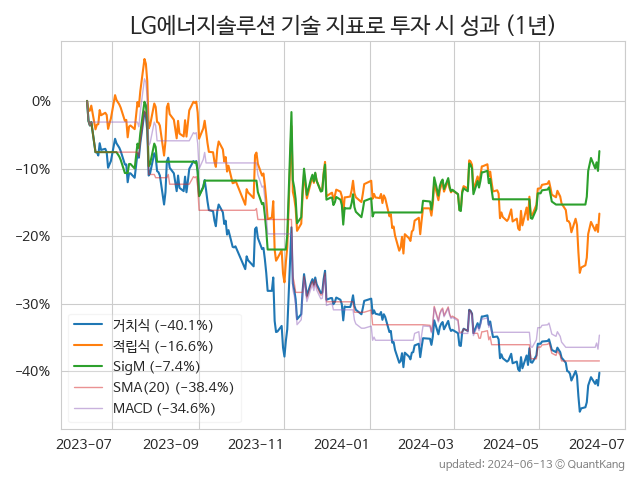 LG에너지솔루션 기술 지표로 투자 시 성과 (1년)
0%
−10%
−20%
−30%
−40%
거치식 (−40.1%)
적립식 (−16.6%)
SigM (−7.4%)
SMA(20) (−38.4%)
MACD (−34.6%)
2023-07 2023-09 2023-11 2024-01 2024-03 2024-05 2024-07
updated: 2024-06-13 ⓒ QuantKang